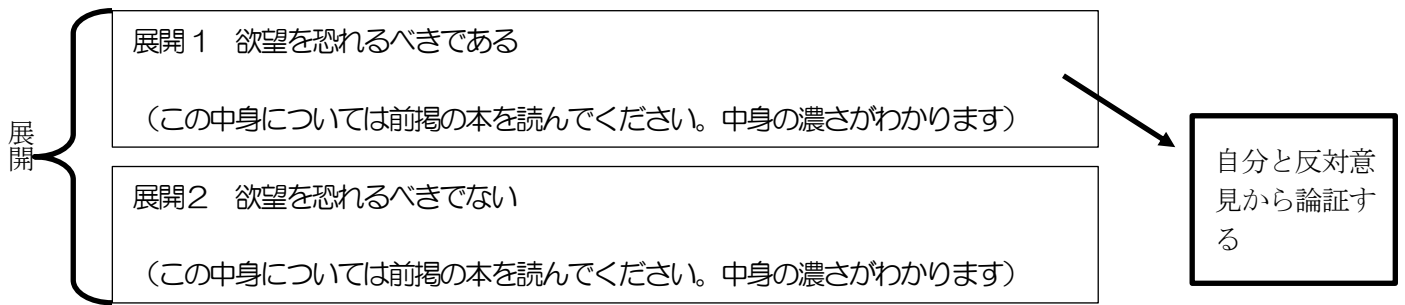 展開
展開1　欲望を恐れるべきである
（この中身については前掲の本を読んでください。中身の濃さがわかります）
展開２　欲望を恐れるべきでない
（この中身については前掲の本を読んでください。中身の濃さがわかります）
自分と反対意
見から論証す
る